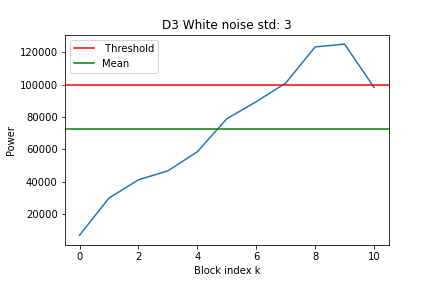 D3 White noise std: 3
Threshold
Mean
Power
120000
100000
80000
60000
40000
20000
0 2 4 6 8 10
Block index k